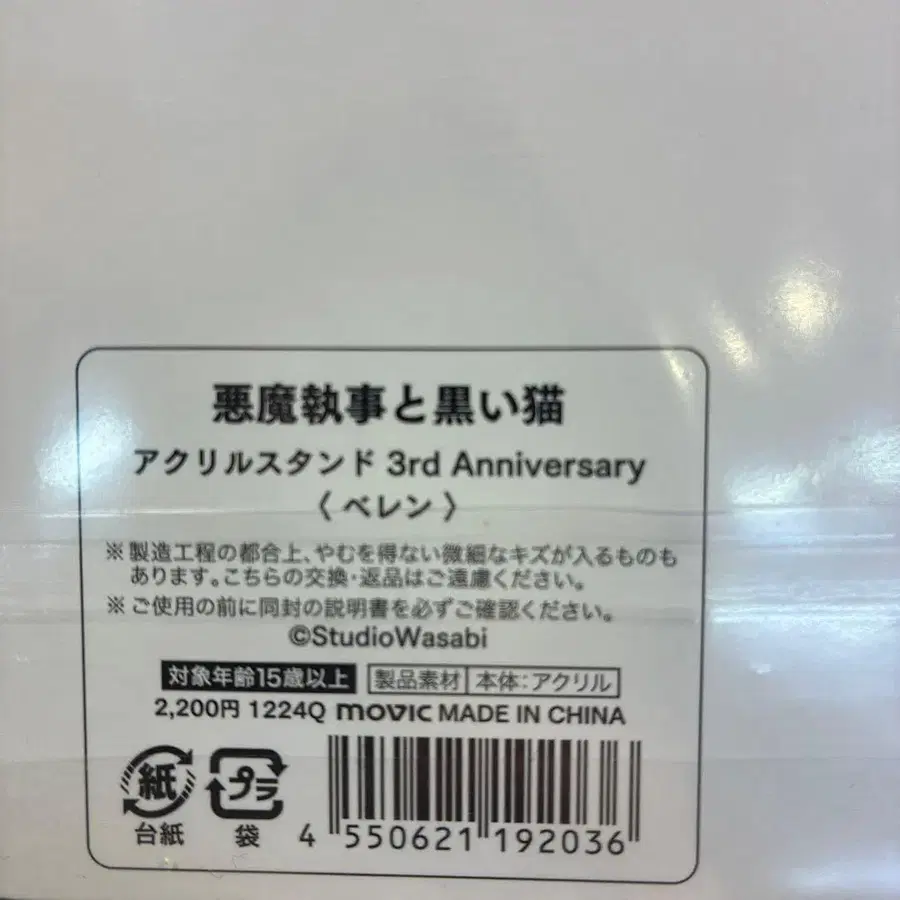 悪魔執事と黒い猫
アクリルスタンド 3rd Anniversary
〈 ベレン 〉
※製造工程の都合上、やむを得ない微細なキズが入るものも
あります。こちらの交換・返品はご遠慮ください。
※ご使用の前に同封の説明書を必ずご確認ください。
©StudioWasabi
対象年齢15歳以上 製品素材 本体:アクリル
2,200円 1224Q movic MADE IN CHINA
紙 プラ
台紙 袋 4 550621 192036